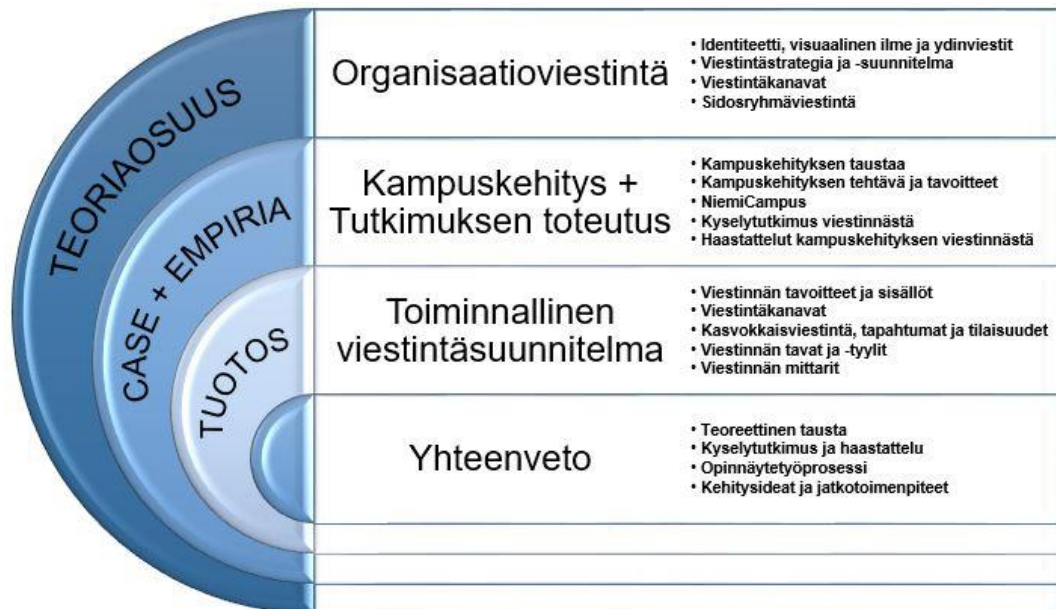 TEORIAOSUUS
Organisaatioviestintä
• Identiteetti, visuaalinen ilme ja ydinviestit
• Viestintästrategia ja -suunnitelma
• Viestintäkanavat
• Sidosryhmäviestintä
CASE + EMPIRIA
Kampuskehitys +
Tutkimuksen toteutus
• Kampuskehityksen taustaa
• Kampuskehityksen tehtävä ja tavoitteet
• NiemiCampus
• Kyselytutkimus viestinnästä
• Haastattelut kampuskehityksen viestinnästä
TUOTOS
Toiminnallinen
viestintäsuunnitelma
• Viestinnän tavoitteet ja sisällöt
• Viestintäkanavat
• Kasvokkaisviestintä, tapahtumat ja tilaisuudet
• Viestinnän tavat ja -tyylit
• Viestinnän mittarit
Yhteenveto
• Teoreettinen tausta
• Kyselytutkimus ja haastattelu
• Opinnäytetyöprosessi
• Kehitysideat ja jatkotoimenpiteet